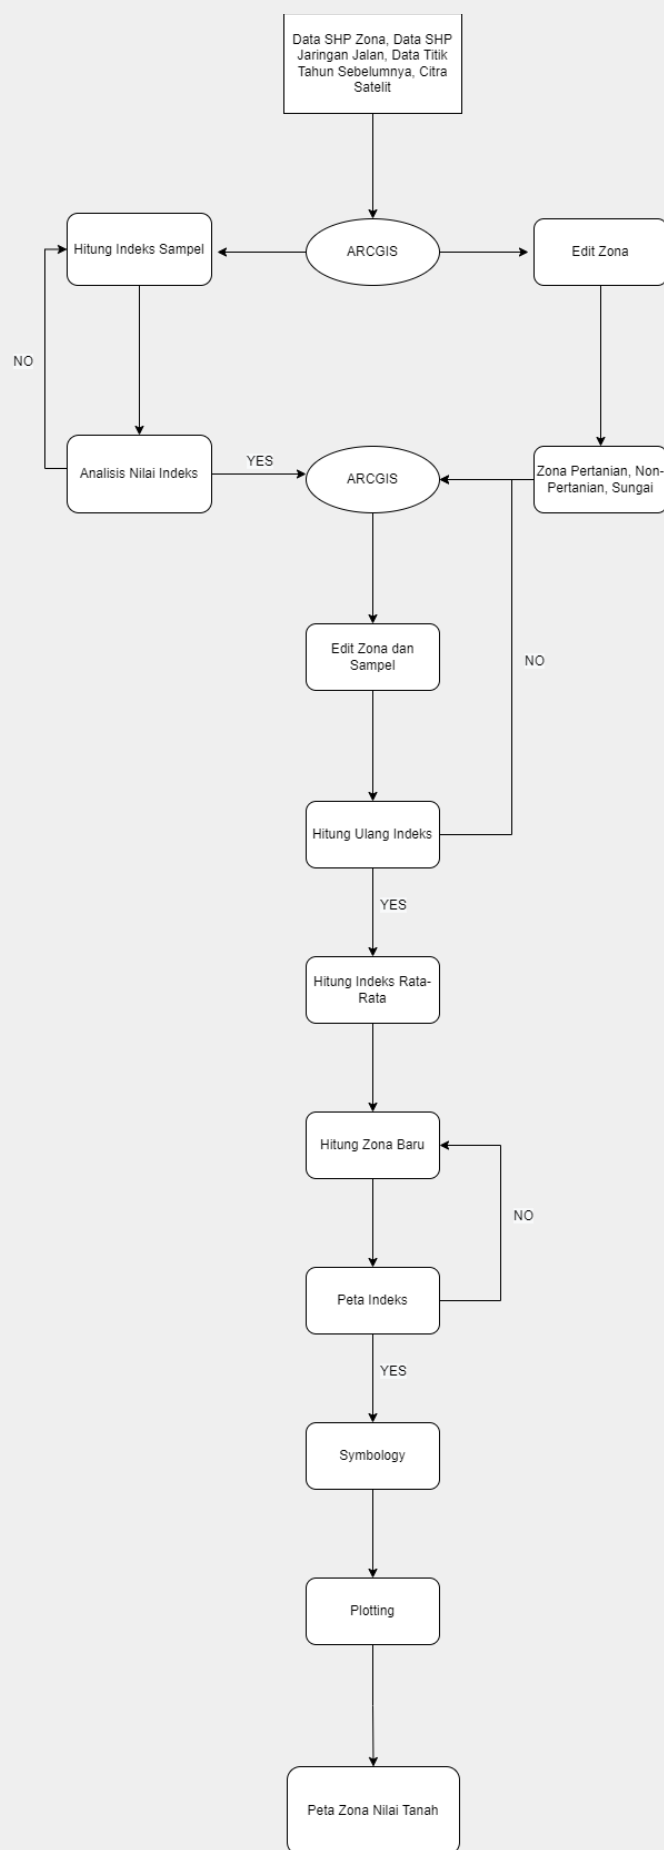 Data SHP Zona, Data SHP
Jaringan Jalan, Data Titik
Tahun Sebelumnya, Citra
Satelit
Hitung Indeks Sampel
ARCGIS
Edit Zona
NO
Analisis Nilai Indeks
YES
ARCGIS
Zona Pertanian, Non-
Pertanian, Sungai
Edit Zona dan
Sampel
NO
Hitung Ulang Indeks
YES
Hitung Indeks Rata-
Rata
Hitung Zona Baru
NO
Peta Indeks
YES
Symbology
Plotting
Peta Zona Nilai Tanah